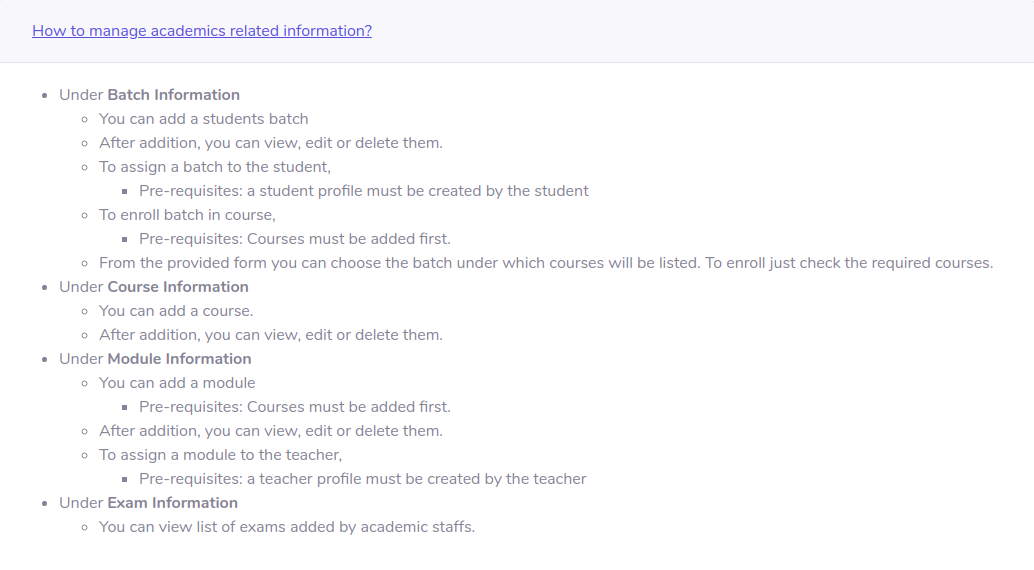 How to manage academics related information?
Under Batch Information
You can add a students batch
After addition, you can view, edit or delete them.
To assign a batch to the student,
Pre-requisites: a student profile must be created by the student
To enroll batch in course,
Pre-requisites: Courses must be added first.
From the provided form you can choose the batch under which courses will be listed. To enroll just check the required courses.
Under Course Information
You can add a course.
After addition, you can view, edit or delete them.
Under Module Information
You can add a module
Pre-requisites: Courses must be added first.
After addition, you can view, edit or delete them.
To assign a module to the teacher,
Pre-requisites: a teacher profile must be created by the teacher
Under Exam Information
You can view list of exams added by academic staffs.